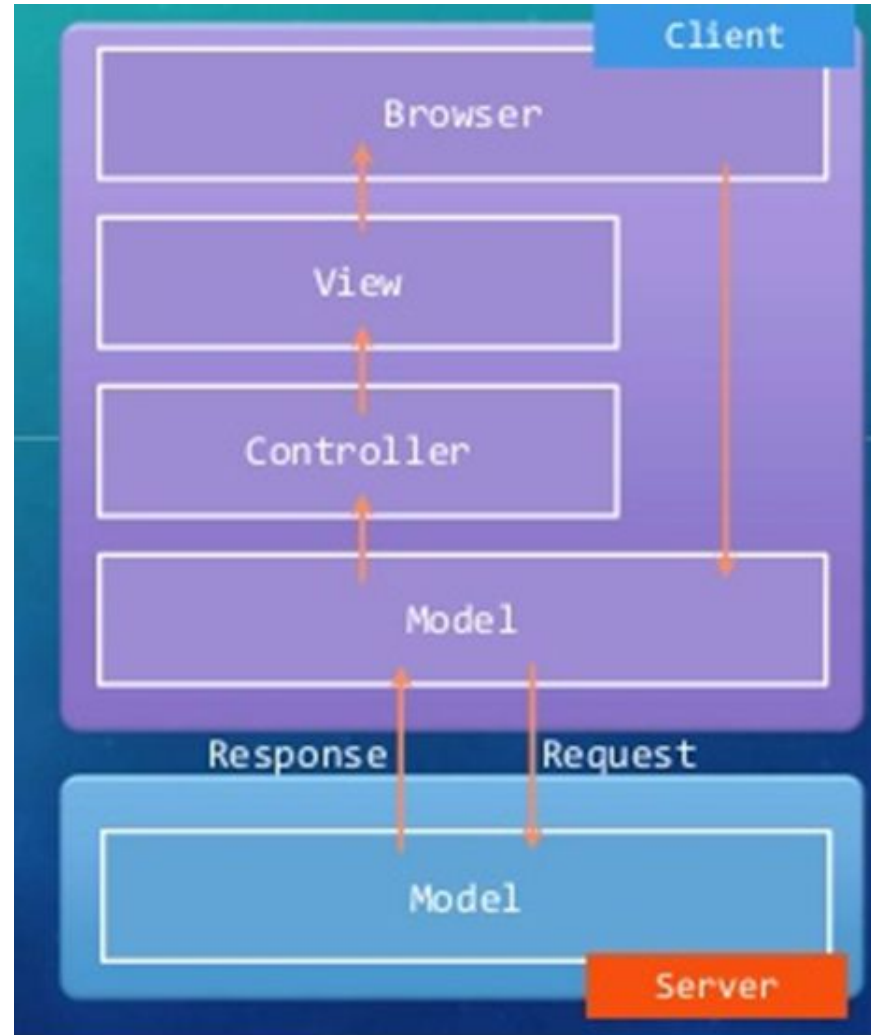 Client
Browser
View
Controller
Model
Response
Request
Model
Server